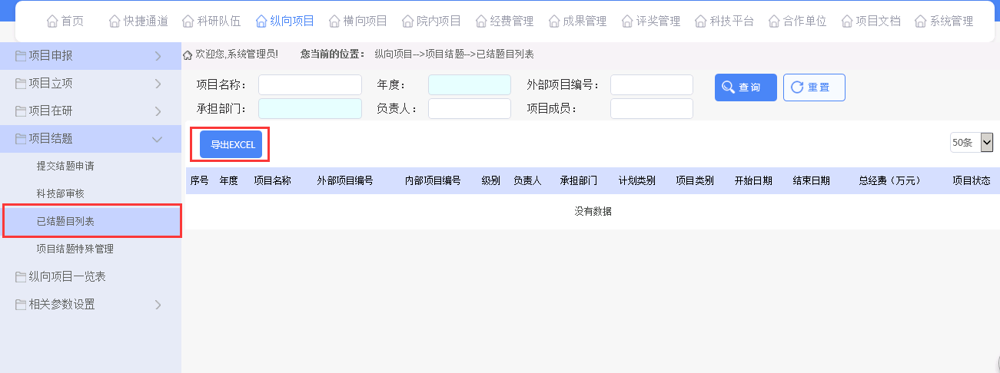 首页 快捷通道 科研队伍 纵向项目 横向项目 院内项目 经费管理 成果管理 评奖管理 科技平台 合作单位 项目文档 系统管理
项目申报
项目立项
项目在研
项目结题
提交结题申请
科技部审核
已结题目列表
项目结题特殊管理
纵向项目一览表
相关参数设置
欢迎您,系统管理员! 您当前的位置: 纵向项目-->项目结题-->已结题目列表
项目名称: 年度: 外部项目编号: 查询 重置
承担部门: 负责人: 项目成员:
导出EXCEL 50条
序号 年度 项目名称 外部项目编号 内部项目编号 级别 负责人 承担部门 计划类别 项目类别 开始日期 结束日期 总经费（万元） 项目状态
没有数据